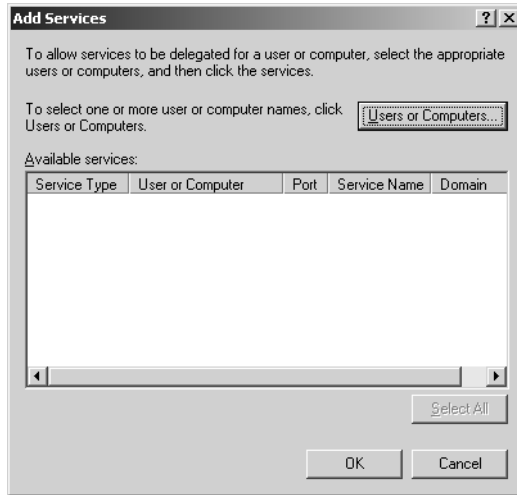 Add Services
To allow services to be delegated for a user or computer, select the appropriate
users or computers, and then click the services.
To select one or more user or computer names, click
Users or Computers.
Users or Computers...
Available services:
Service Type User or Computer Port Service Name Domain
Select All
OK Cancel